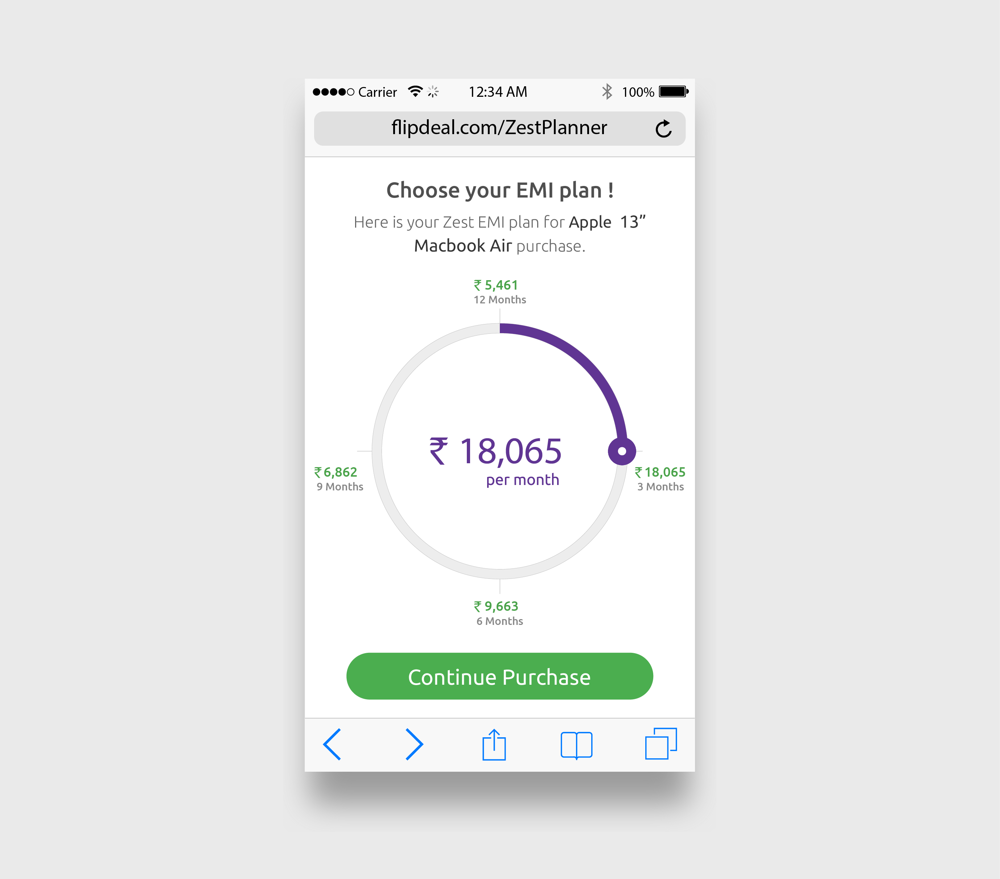 Carrier 12:34 AM 100%
flipdeal.com/ZestPlanner
Choose your EMI plan !
Here is your Zest EMI plan for Apple 13”
Macbook Air purchase.
₹ 5,461
12 Months
₹ 18,065
per month
₹ 6,862
9 Months
₹ 18,065
3 Months
₹ 9,663
6 Months
Continue Purchase